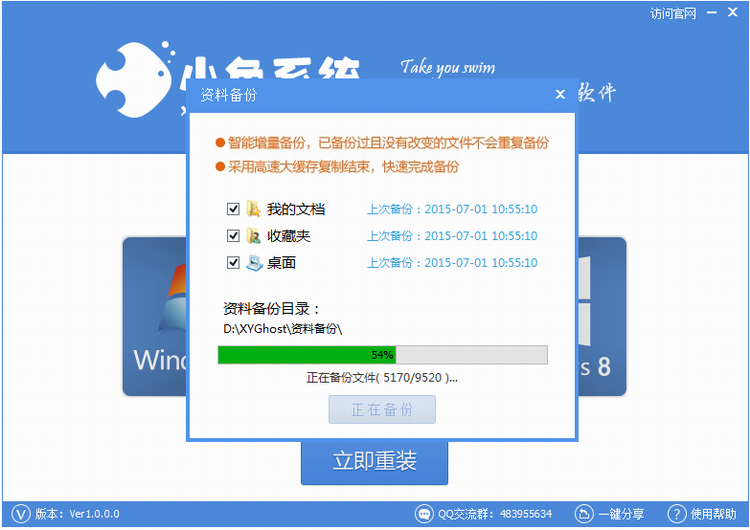 访问官网
小鱼系统
Take you swim
软件
资料备份
智能增量备份，已备份过且没有改变的文件不会重复备份
采用高速大缓存复制结束，快速完成备份
我的文档 上次备份：2015-07-01 10:55:10
收藏夹 上次备份：2015-07-01 10:55:10
桌面 上次备份：2015-07-01 10:55:10
资料备份目录：
D:\XYGhost\资料备份\
54%
正在备份文件( 5170/9520 )...
正在备份
Wind
s 8
立即重装
版本：Ver1.0.0.0
QQ交流群：483955634
一键分享
使用帮助